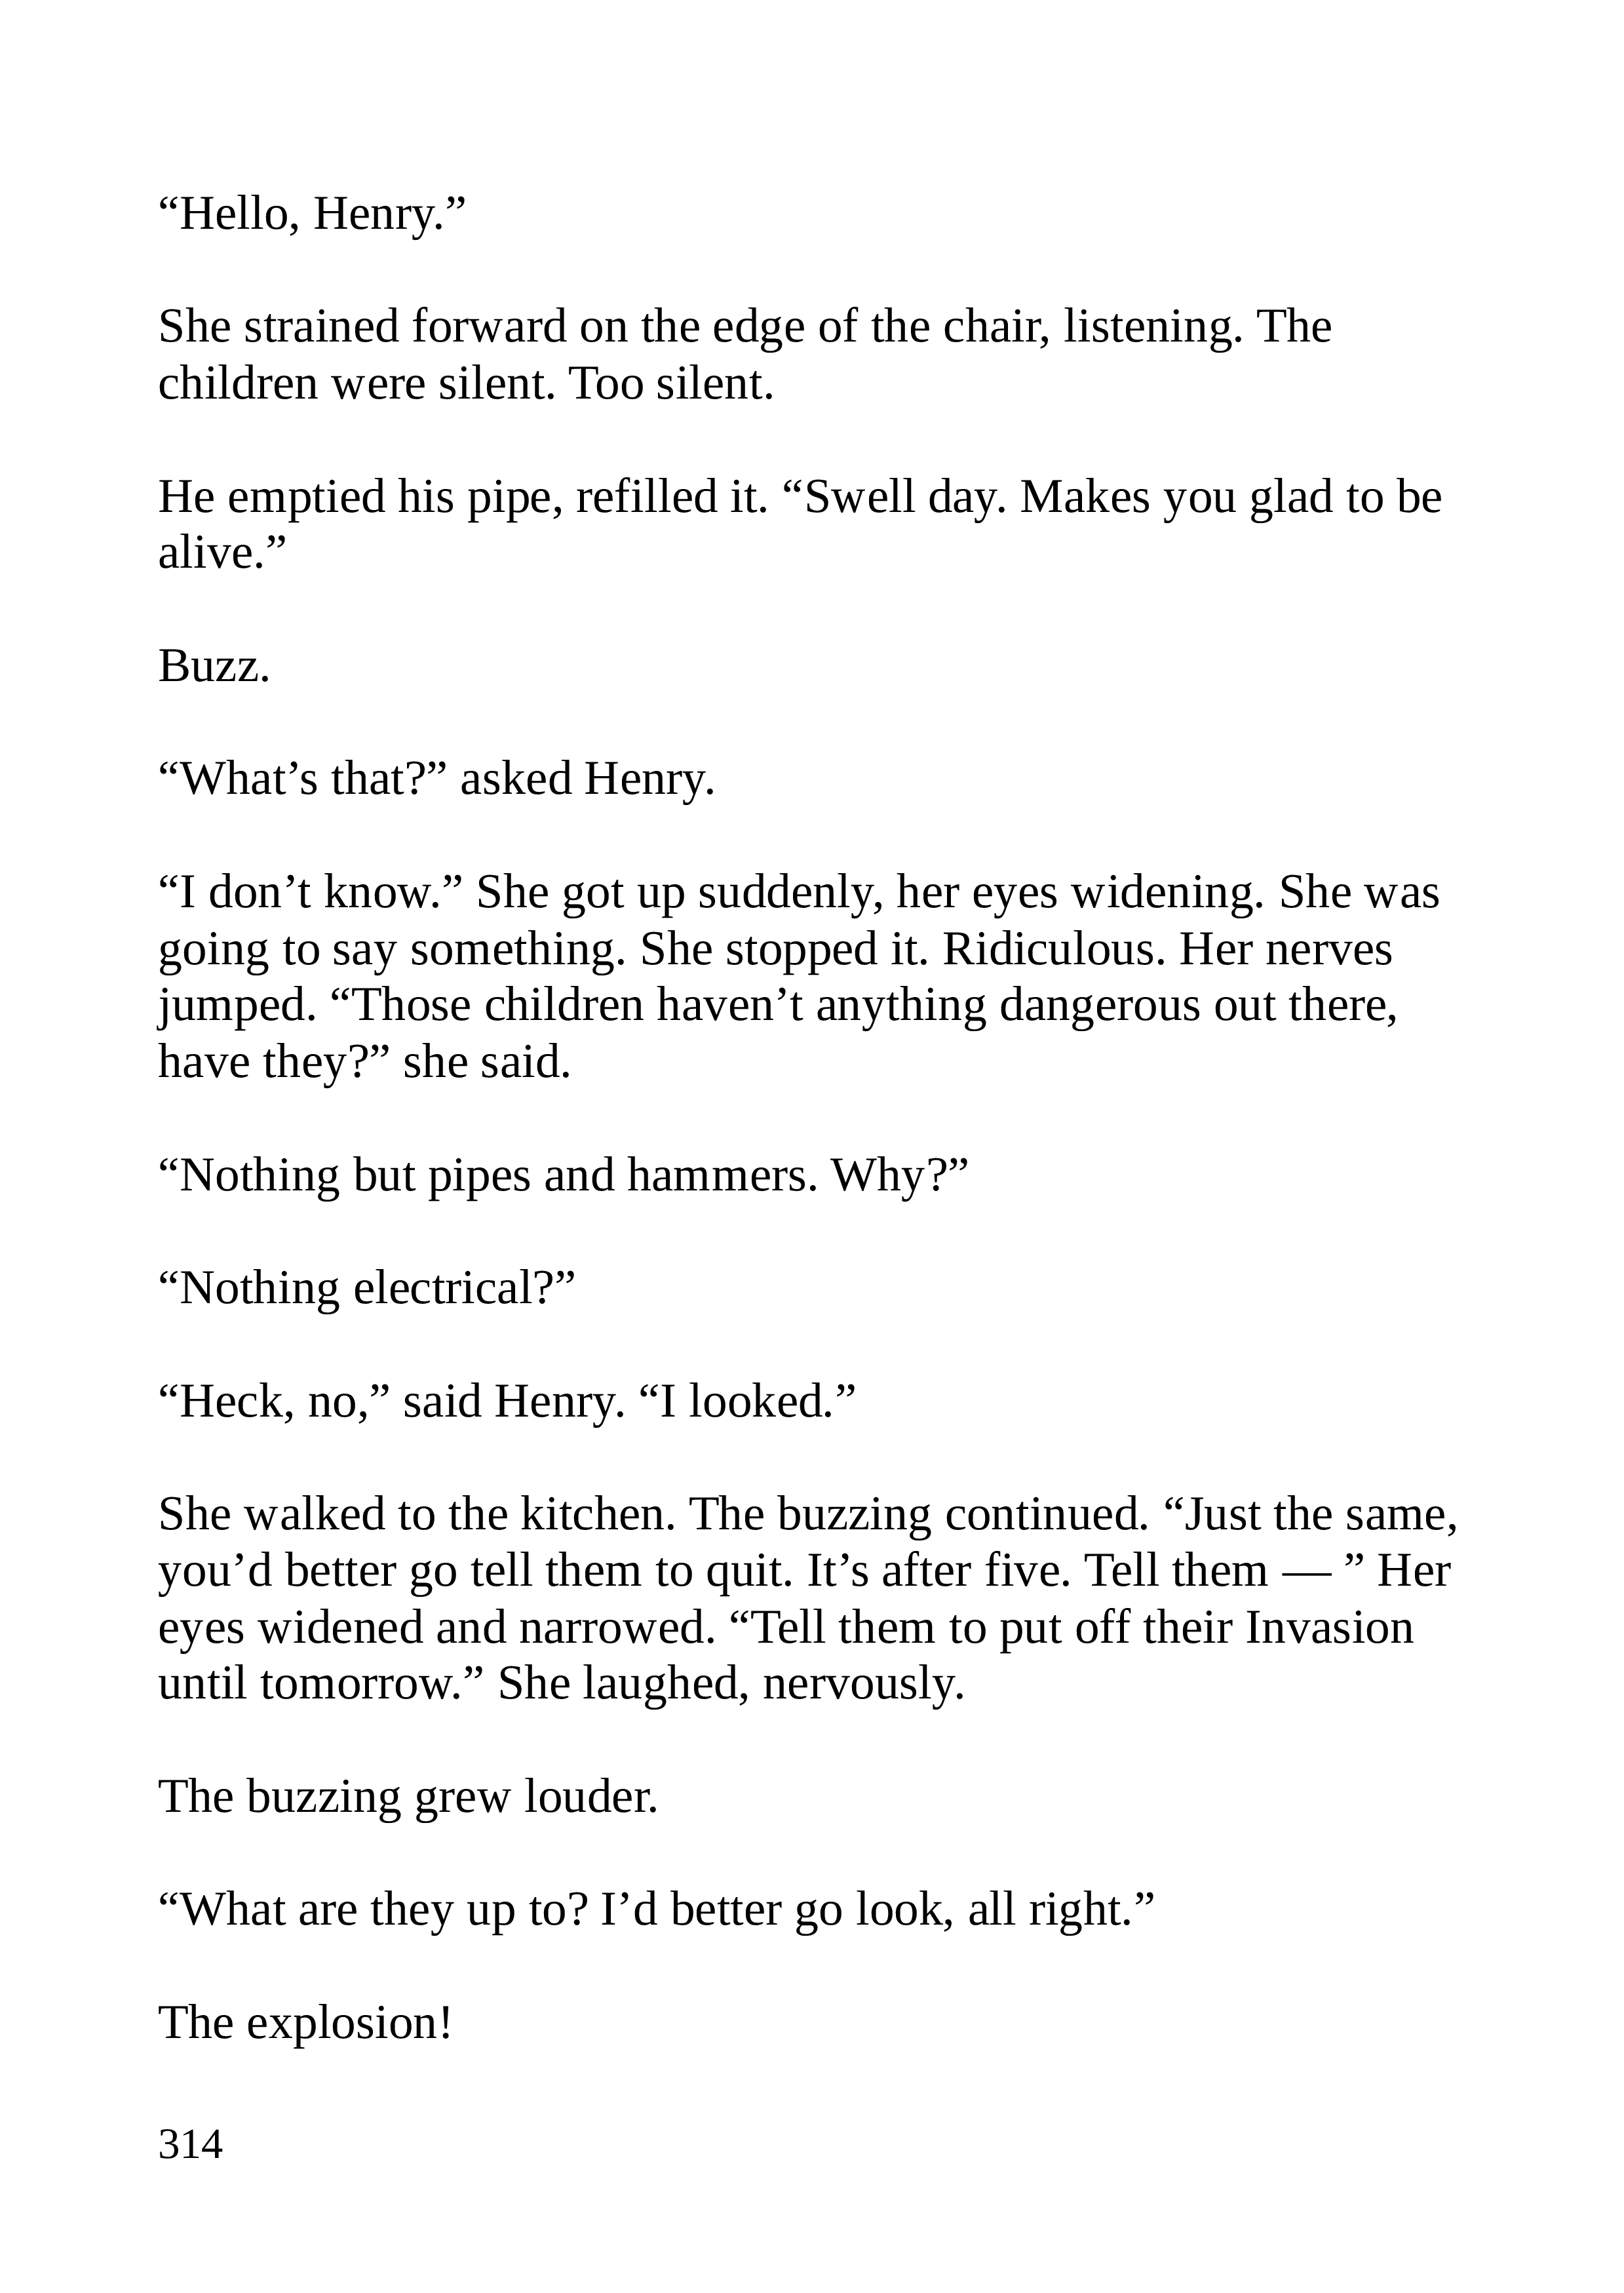 “Hello, Henry.”
She strained forward on the edge of the chair, listening. The
children were silent. Too silent.
He emptied his pipe, refilled it. “Swell day. Makes you glad to be
alive.”
Buzz.
“What’s that?” asked Henry.
“I don’t know.” She got up suddenly, her eyes widening. She was
going to say something. She stopped it. Ridiculous. Her nerves
jumped. “Those children haven’t anything dangerous out there,
have they?” she said.
“Nothing but pipes and hammers. Why?”
“Nothing electrical?”
“Heck, no,” said Henry. “I looked.”
She walked to the kitchen. The buzzing continued. “Just the same,
you’d better go tell them to quit. It’s after five. Tell them — ” Her
eyes widened and narrowed. “Tell them to put off their Invasion
until tomorrow.” She laughed, nervously.
The buzzing grew louder.
“What are they up to? I’d better go look, all right.”
The explosion!
314